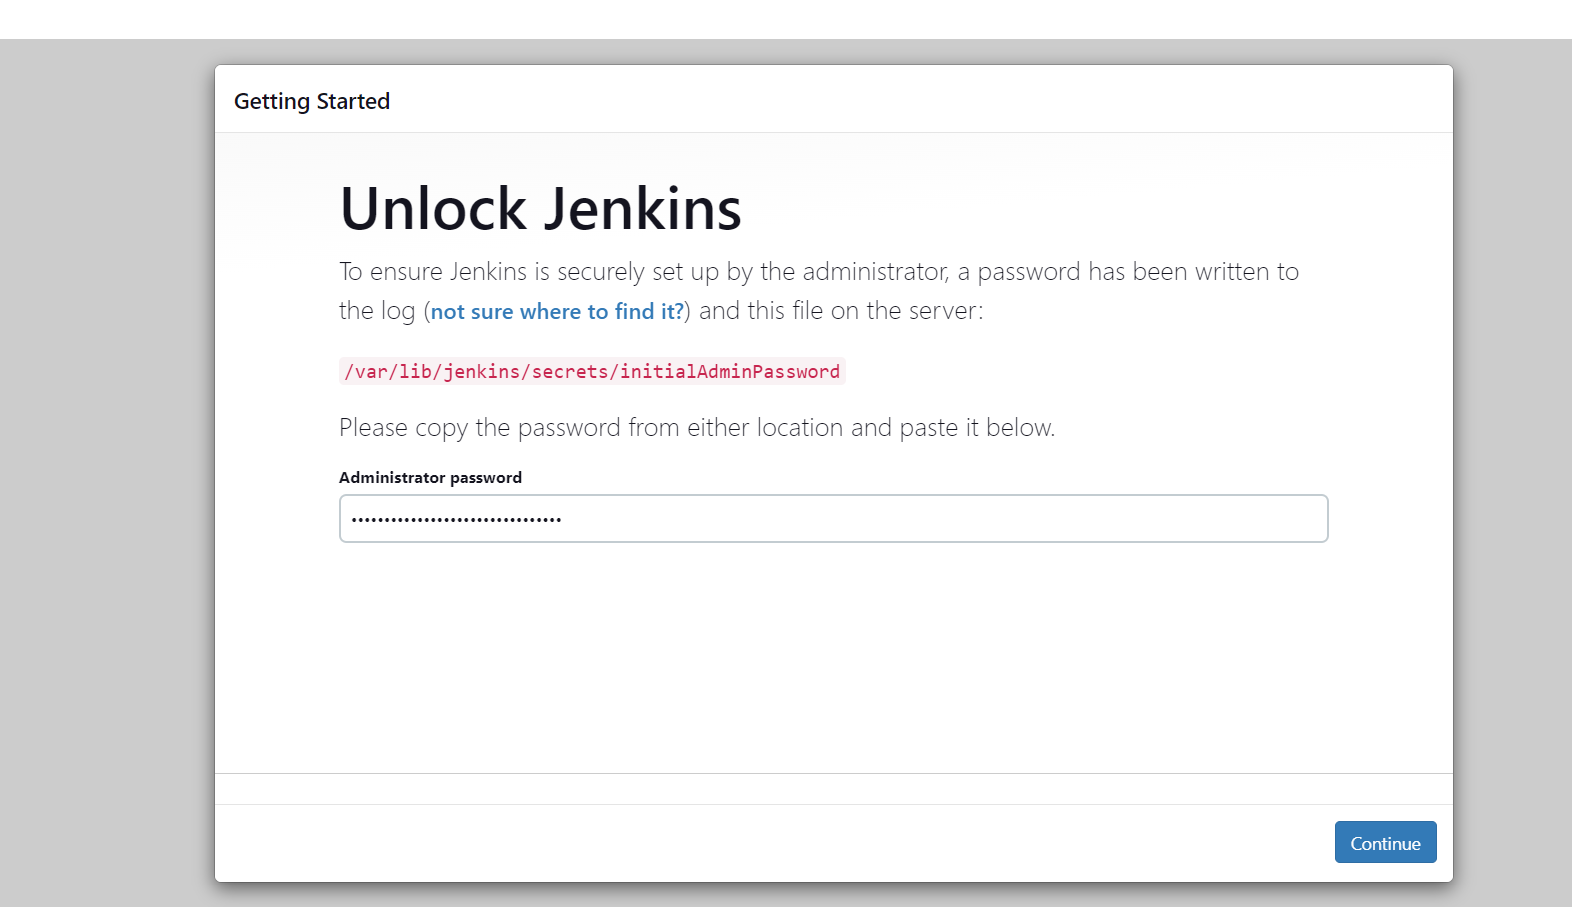 Getting Started
Unlock Jenkins
To ensure Jenkins is securely set up by the administrator, a password has been written to
the log (not sure where to find it?) and this file on the server:
/var/lib/jenkins/secrets/initialAdminPassword
Please copy the password from either location and paste it below.
Administrator password
••••••••••••••••••••••••••••••••
Continue